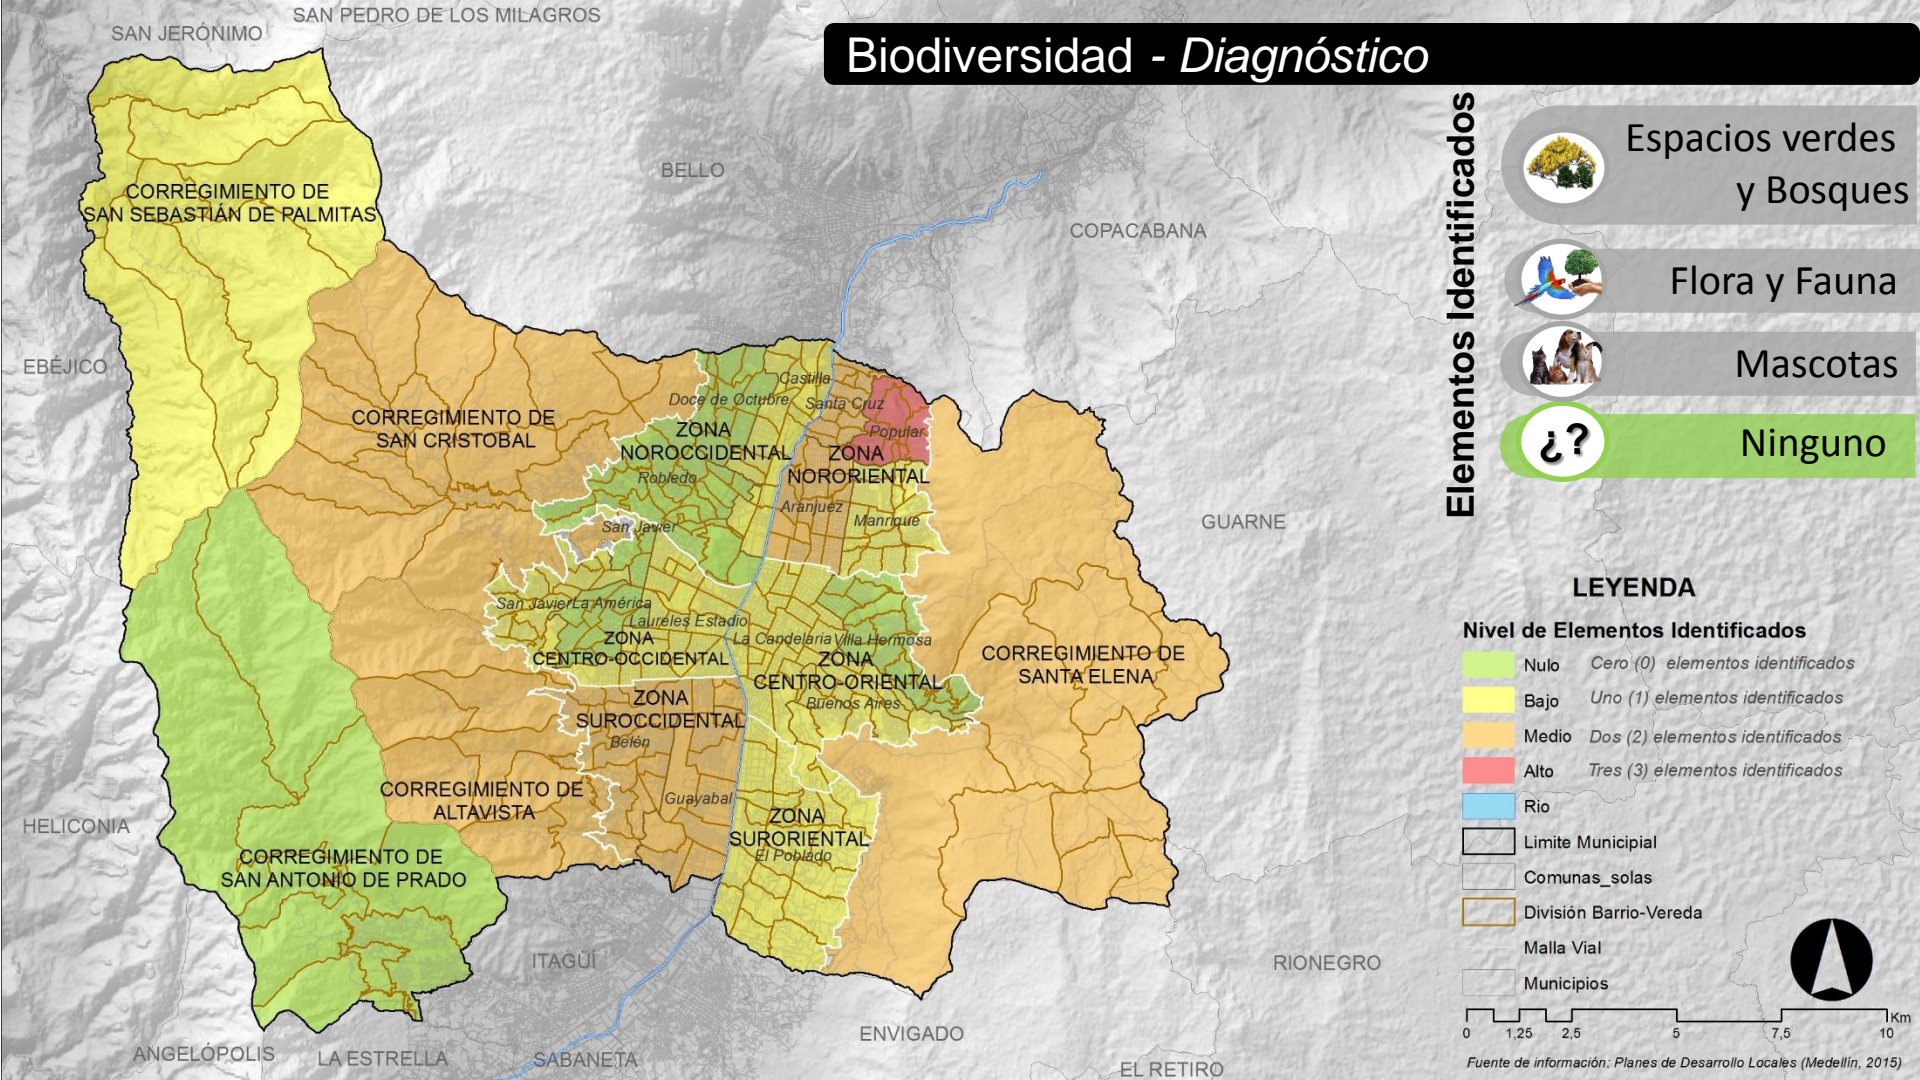 Biodiversidad - Diagnóstico
SAN PEDRO DE LOS MILAGROS
SAN JERÓNIMO
BELLO
COPACABANA
EBÉJICO
GUARNE
HELICONIA
ITAGÜÍ
RIONEGRO
ENVIGADO
ANGELÓPOLIS
LA ESTRELLA
SABANETA
EL RETIRO
CORREGIMIENTO DE
SAN SEBASTIÁN DE PALMITAS
CORREGIMIENTO DE
SAN CRISTOBAL
Castilla
Doce de Octubre
Santa Cruz
Popular
ZONA
NOROCCIDENTAL
ZONA
NORORIENTAL
Robledo
Aranjuez
Manrique
San Javier
San Javier
La América
Laureles Estadio
ZONA
CENTRO-OCCIDENTAL
La Candelaria
Villa Hermosa
ZONA
CENTRO-ORIENTAL
Buenos Aires
CORREGIMIENTO DE
SANTA ELENA
ZONA
SUROCCIDENTAL
Belén
Guayabal
CORREGIMIENTO DE
ALTAVISTA
ZONA
SURORIENTAL
El Poblado
CORREGIMIENTO DE
SAN ANTONIO DE PRADO
Elementos Identificados
Espacios verdes
y Bosques
Flora y Fauna
Mascotas
¿?
Ninguno
LEYENDA
Nivel de Elementos Identificados
Nulo Cero (0) elementos identificados
Bajo Uno (1) elementos identificados
Medio Dos (2) elementos identificados
Alto Tres (3) elementos identificados
Rio
Limite Municipial
Comunas_solas
División Barrio-Vereda
Malla Vial
Municipios
Km
0 1,25 2,5 5 7,5 10
Fuente de información: Planes de Desarrollo Locales (Medellín, 2015)